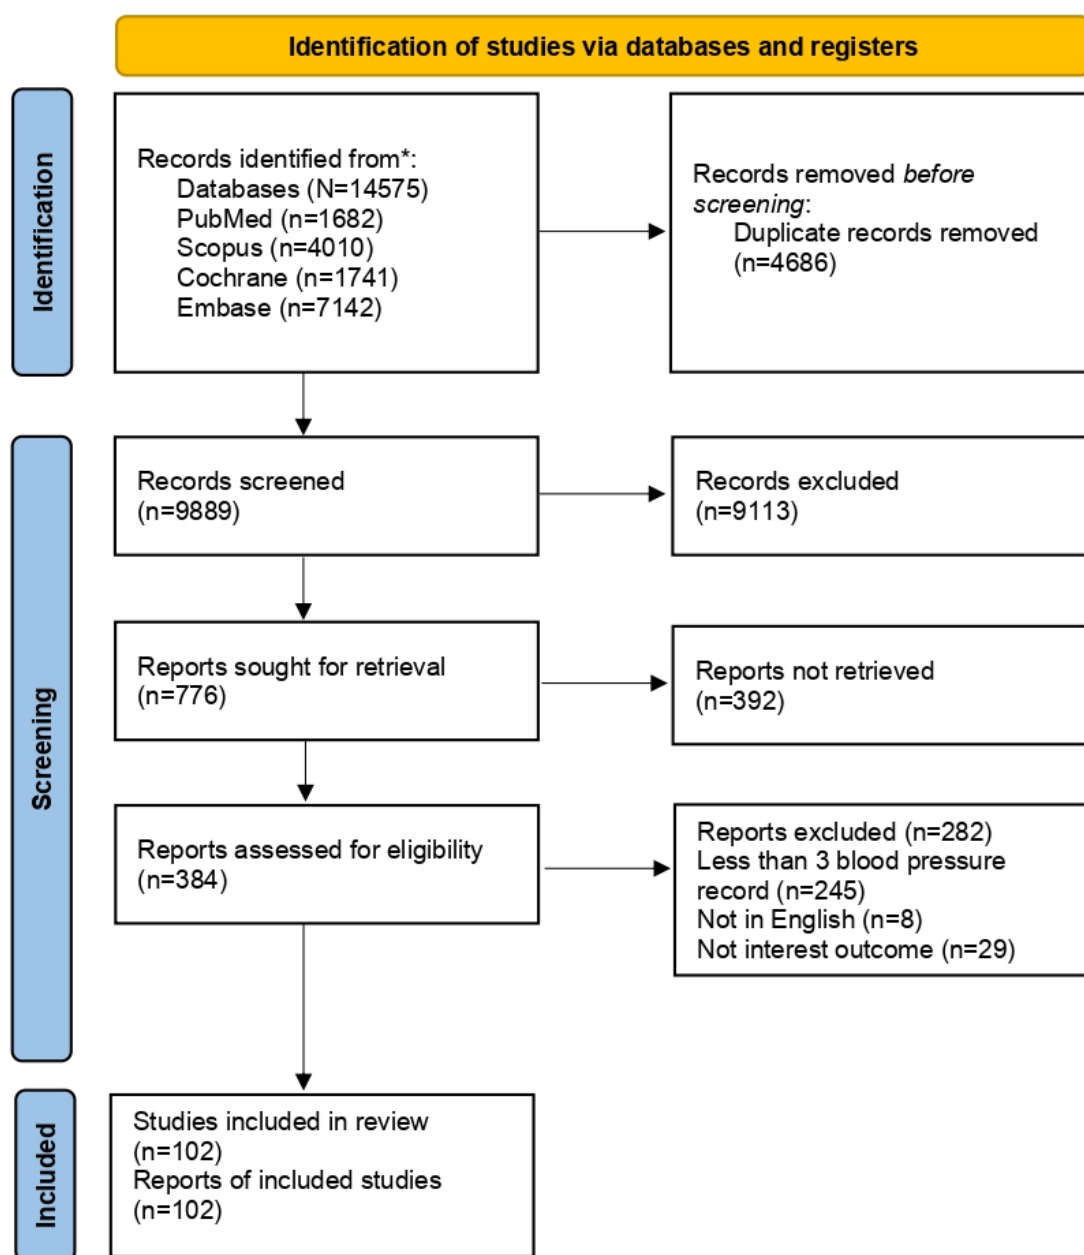 Identification of studies via databases and registers
Identification
Records identified from*:
Databases (N=14575)
PubMed (n=1682)
Scopus (n=4010)
Cochrane (n=1741)
Embase (n=7142)
Records removed before
screening:
Duplicate records removed
(n=4686)
Screening
Records screened
(n=9889)
Records excluded
(n=9113)
Reports sought for retrieval
(n=776)
Reports not retrieved
(n=392)
Reports assessed for eligibility
(n=384)
Reports excluded (n=282)
Less than 3 blood pressure
record (n=245)
Not in English (n=8)
Not interest outcome (n=29)
Included
Studies included in review
(n=102)
Reports of included studies
(n=102)